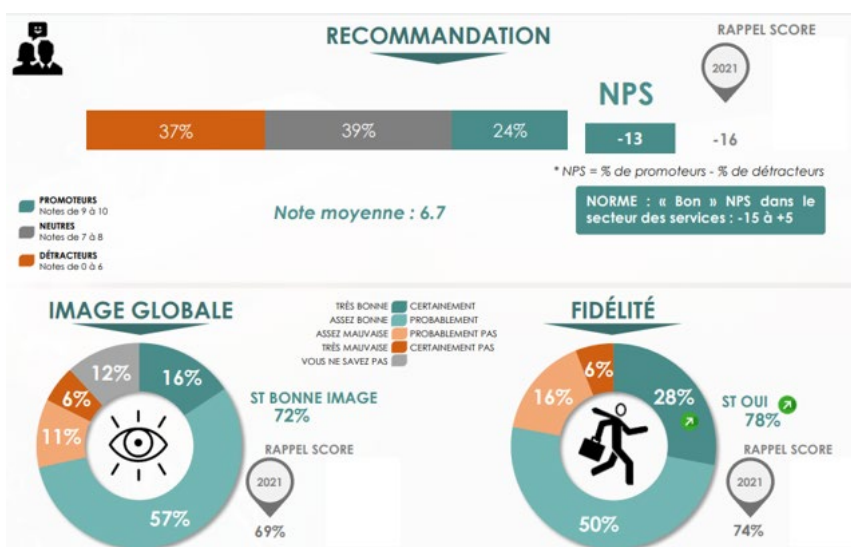 RECOMMANDATION
RAPPEL SCORE
2021
NPS
37%
39%
24%
-13
-16
* NPS = % de promoteurs - % de détracteurs
PROMOTEURS
Notes de 9 à 10
NEUTRES
Notes de 7 à 8
DÉTRACTEURS
Notes de 0 à 6
Note moyenne : 6.7
NORME : « Bon » NPS dans le
secteur des services : -15 à +5
IMAGE GLOBALE
12%
16%
6%
11%
57%
ST BONNE IMAGE
72%
RAPPEL SCORE
2021
69%
TRÈS BONNE CERTAINEMENT
ASSEZ BONNE PROBABLEMENT
ASSEZ MAUVAISE PROBABLEMENT PAS
TRÈS MAUVAISE CERTAINEMENT PAS
VOUS NE SAVEZ PAS
FIDÉLITÉ
6%
16%
28%
50%
ST OUI
78%
RAPPEL SCORE
2021
74%